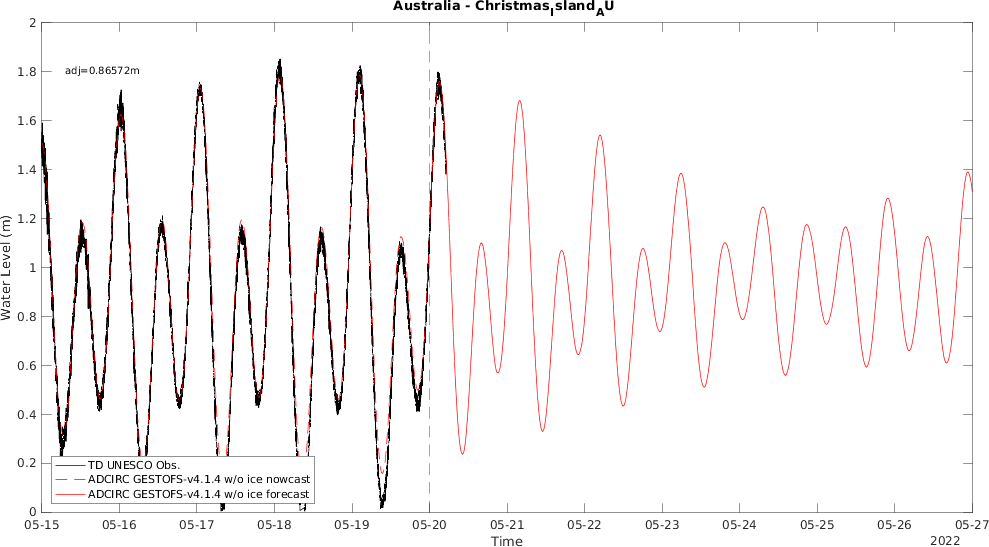 Australia - Christmas_Island_AU
2
1.8
adj=0.86572m
1.6
1.4
1.2
1
Water Level (m)
0.8
0.6
0.4
0.2
0
TD UNESCO Obs.
ADCIRC GESTOFS-v4.1.4 w/o ice nowcast
ADCIRC GESTOFS-v4.1.4 w/o ice forecast
05-15 05-16 05-17 05-18 05-19 05-20 05-21 05-22 05-23 05-24 05-25 05-26 05-27
Time
2022